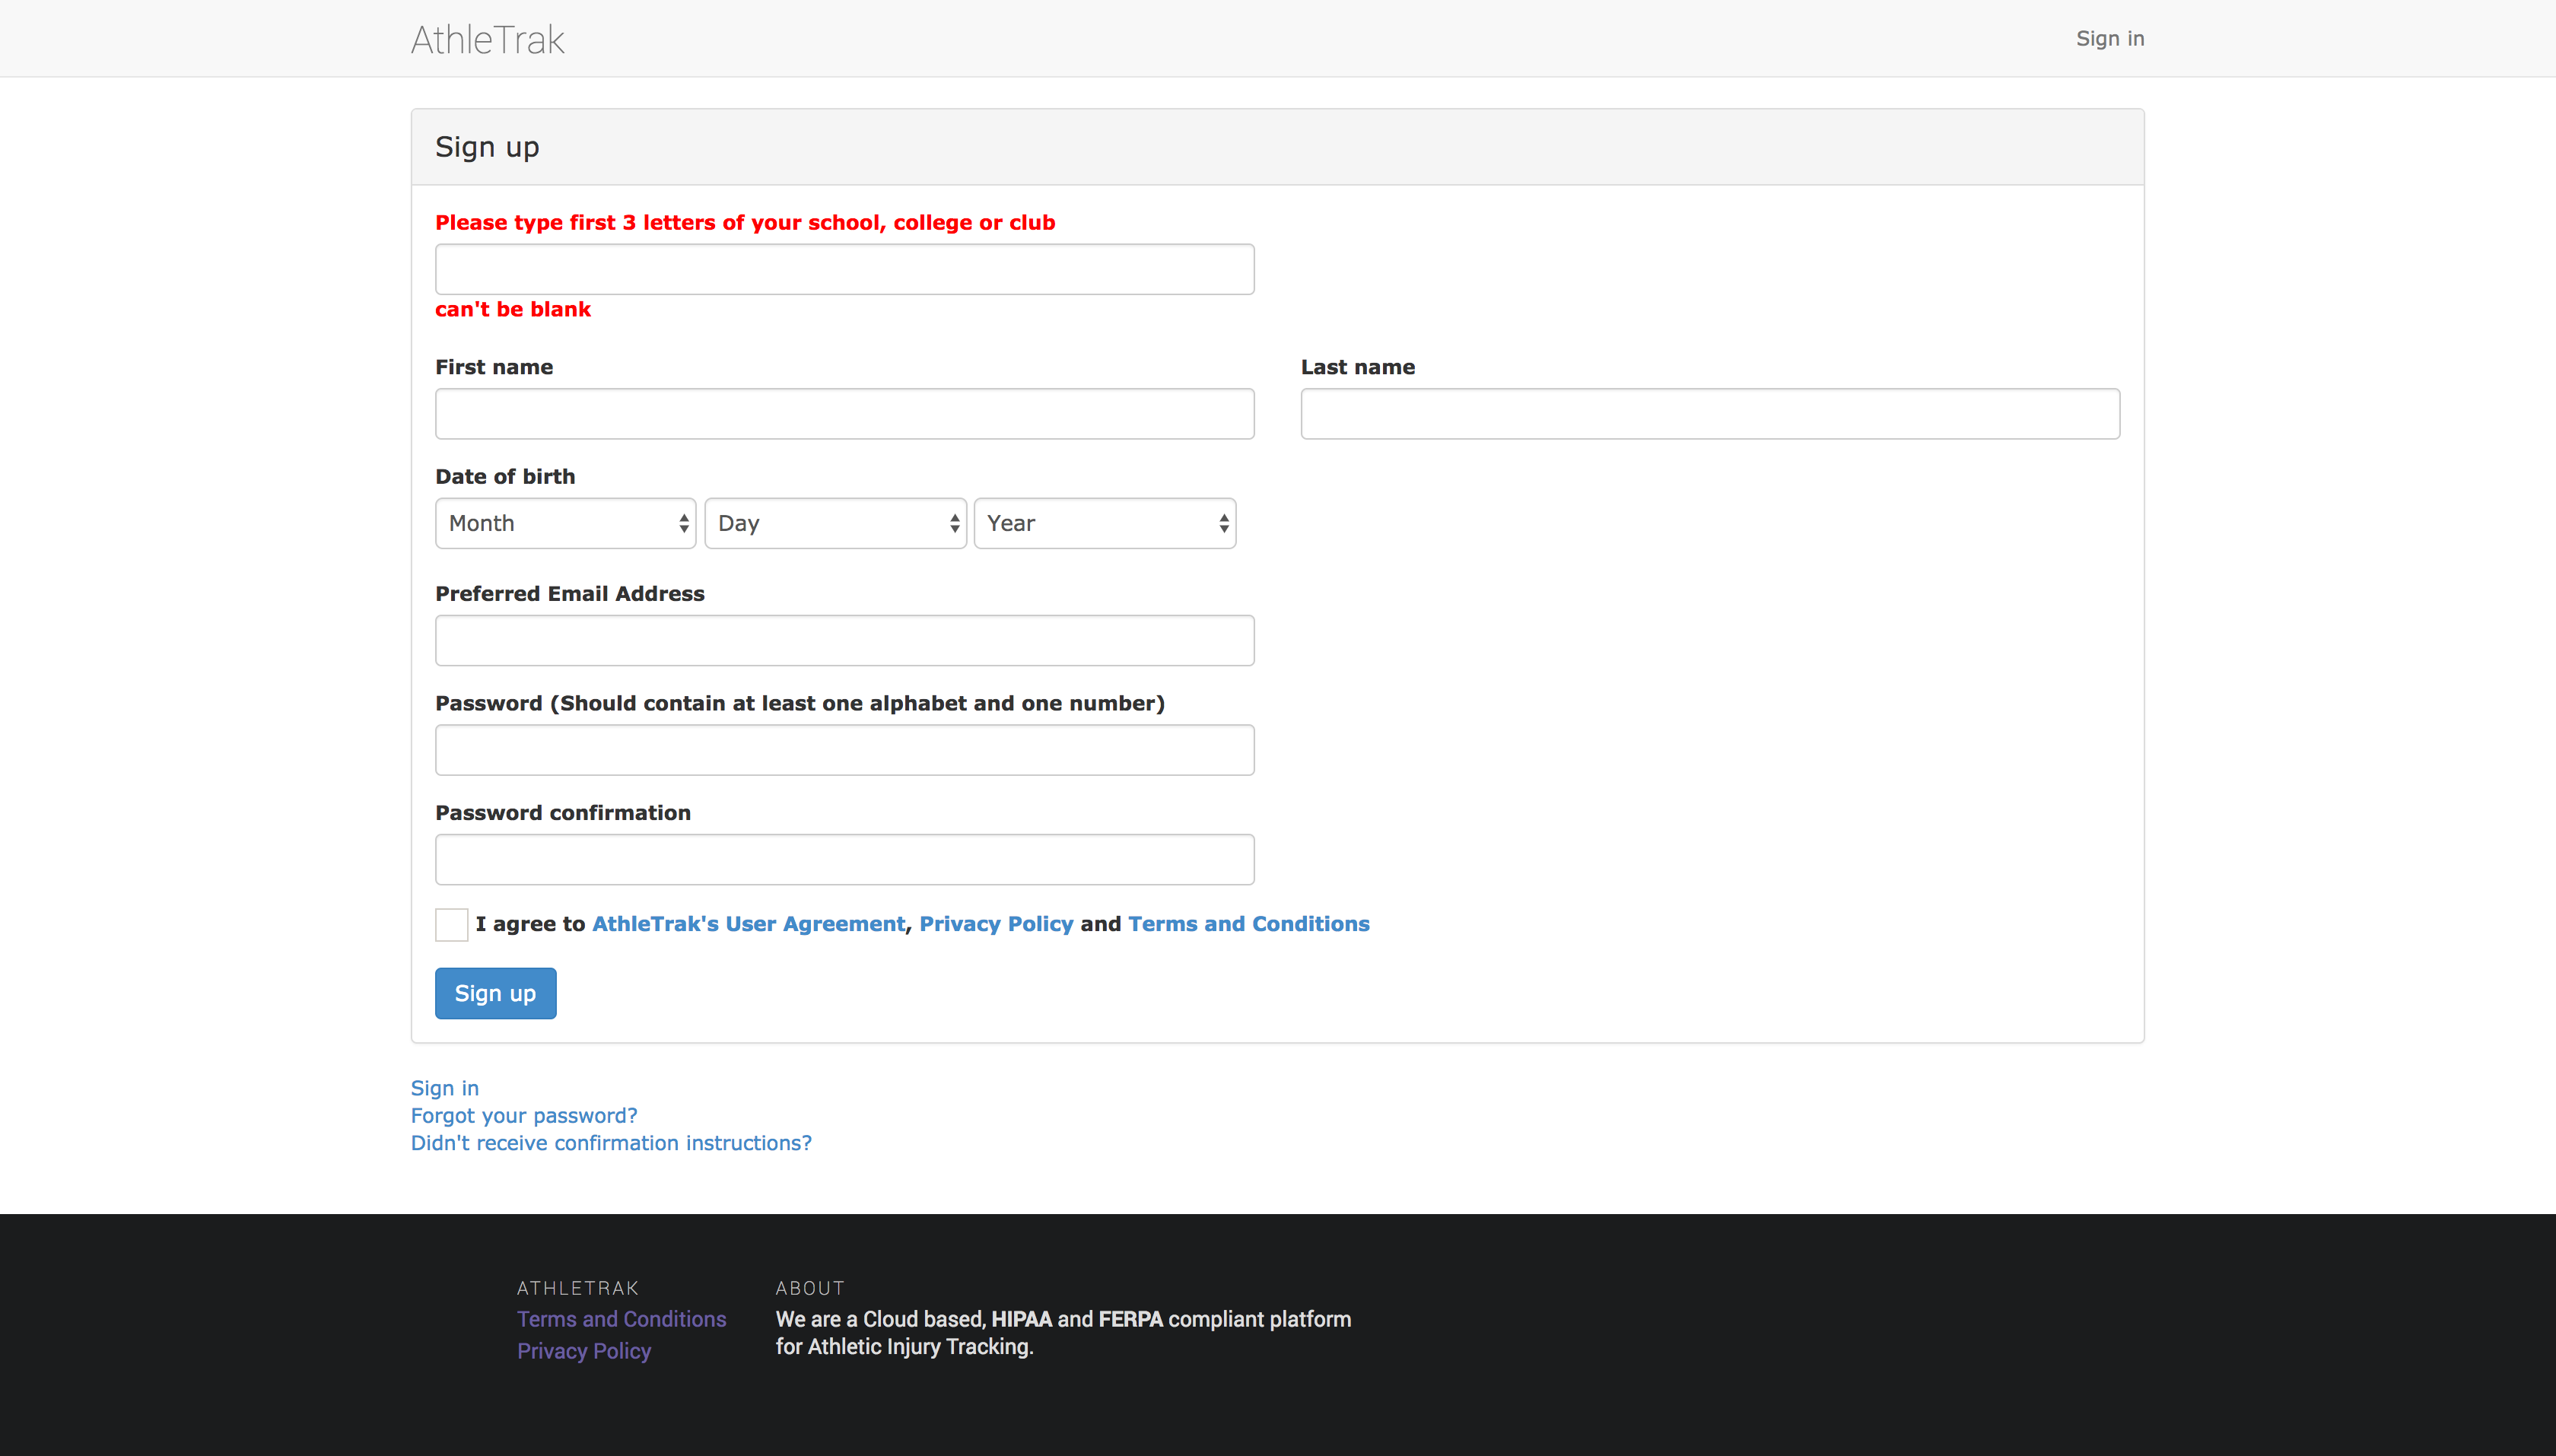 AthleTrak
Sign in
Sign up
Please type first 3 letters of your school, college or club
can't be blank
First name
Last name
Date of birth
Month Day Year
Preferred Email Address
Password (Should contain at least one alphabet and one number)
Password confirmation
I agree to AthleTrak's User Agreement, Privacy Policy and Terms and Conditions
Sign up
Sign in
Forgot your password?
Didn't receive confirmation instructions?
ATHLETRAK
Terms and Conditions
Privacy Policy
ABOUT
We are a Cloud based, HIPAA and FERPA compliant platform
for Athletic Injury Tracking.